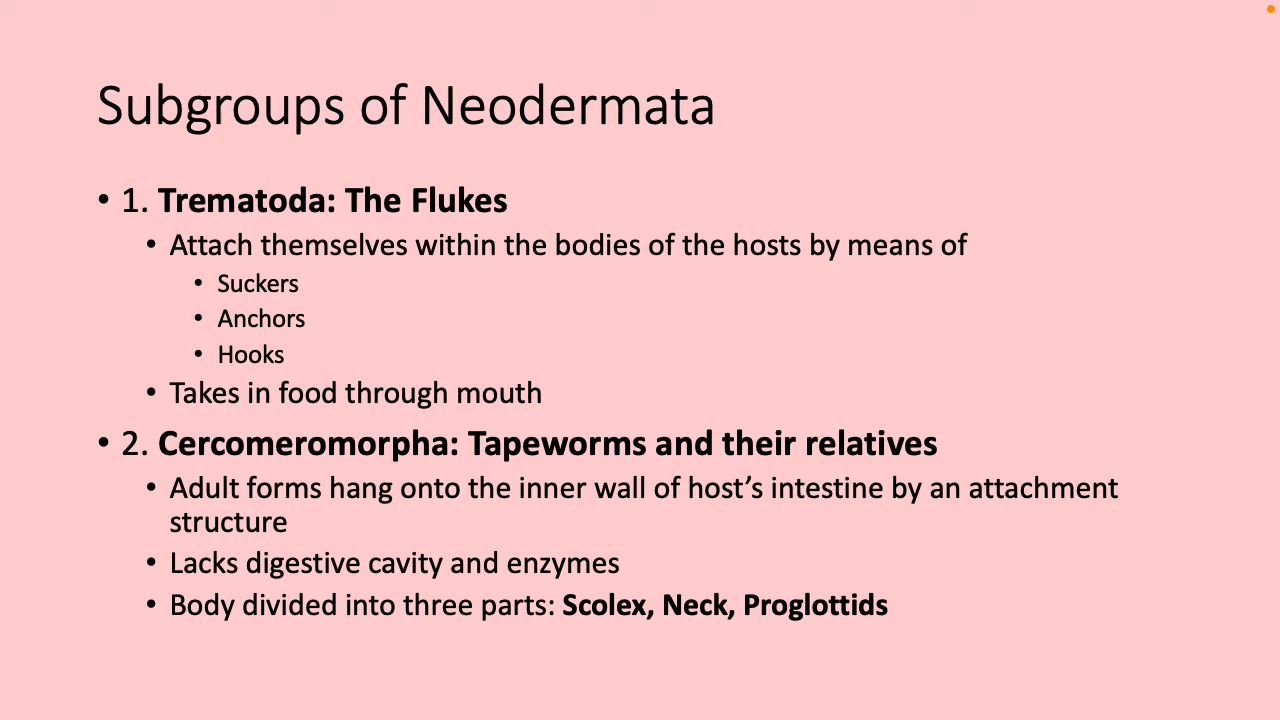 Subgroups of Neodermata
• 1. Trematoda: The Flukes
• Attach themselves within the bodies of the hosts by means of
• Suckers
• Anchors
• Hooks
• Takes in food through mouth
• 2. Cercomeromorpha: Tapeworms and their relatives
• Adult forms hang onto the inner wall of host’s intestine by an attachment
structure
• Lacks digestive cavity and enzymes
• Body divided into three parts: Scolex, Neck, Proglottids